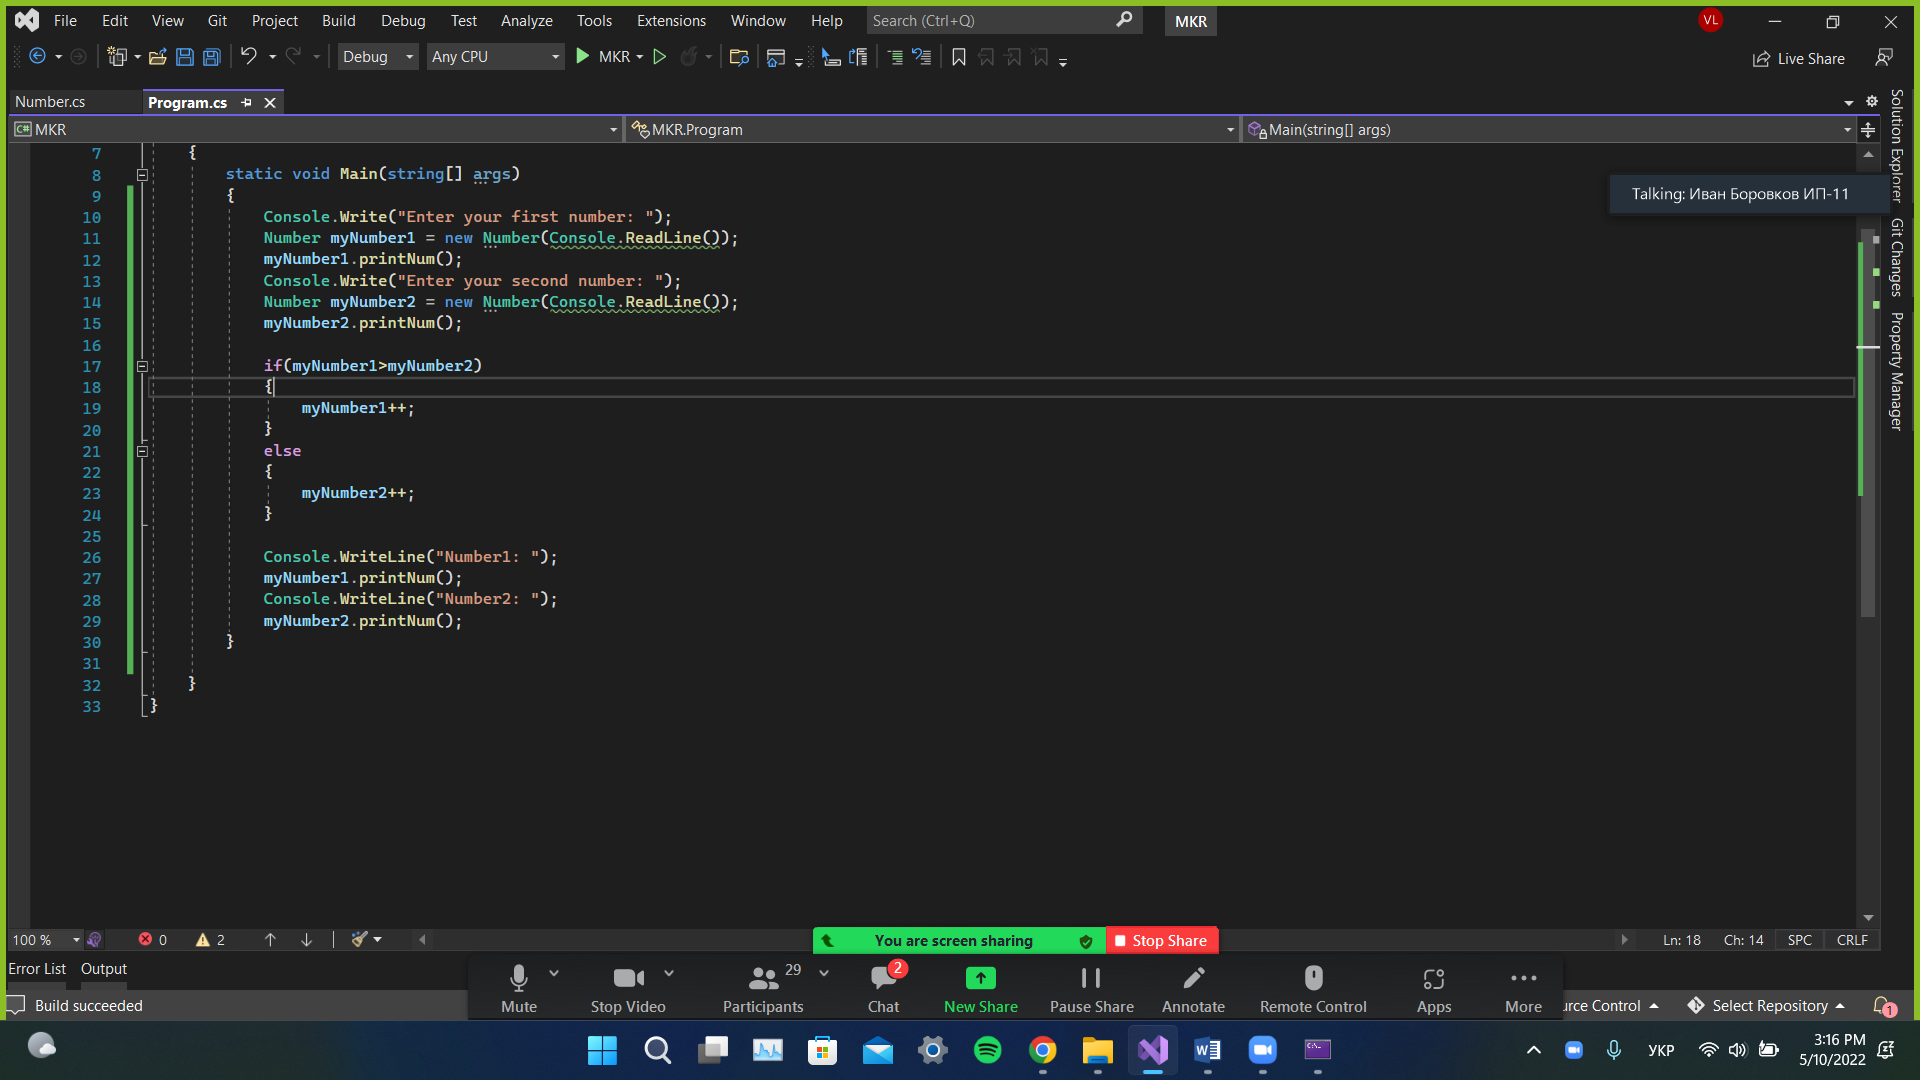 File Edit View Git Project Build Debug Test Analyze Tools Extensions Window Help Search (Ctrl+Q) MKR VL
Debug Any CPU MKR Live Share
Number.cs Program.cs
C# MKR MKR.Program Main(string[] args)
7 {
8 static void Main(string[] args)
9 {
10 Console.Write("Enter your first number: ");
11 Number myNumber1 = new Number(Console.ReadLine());
12 myNumber1.printNum();
13 Console.Write("Enter your second number: ");
14 Number myNumber2 = new Number(Console.ReadLine());
15 myNumber2.printNum();
16
17 if(myNumber1>myNumber2)
18 {
19 myNumber1++;
20 }
21 else
22 {
23 myNumber2++;
24 }
25
26 Console.WriteLine("Number1: ");
27 myNumber1.printNum();
28 Console.WriteLine("Number2: ");
29 myNumber2.printNum();
30 }
31
32 }
33 }
Talking: Иван Боровков ИП-11
Solution Explorer
Git Changes
Property Manager
100 % 0 2 Ln: 18 Ch: 14 SPC CRLF
You are screen sharing Stop Share
Error List Output
29 2
Mute Stop Video Participants Chat New Share Pause Share Annotate Remote Control Apps More
Build succeeded urce Control Select Repository 1
УКР 3:16 PM
5/10/2022